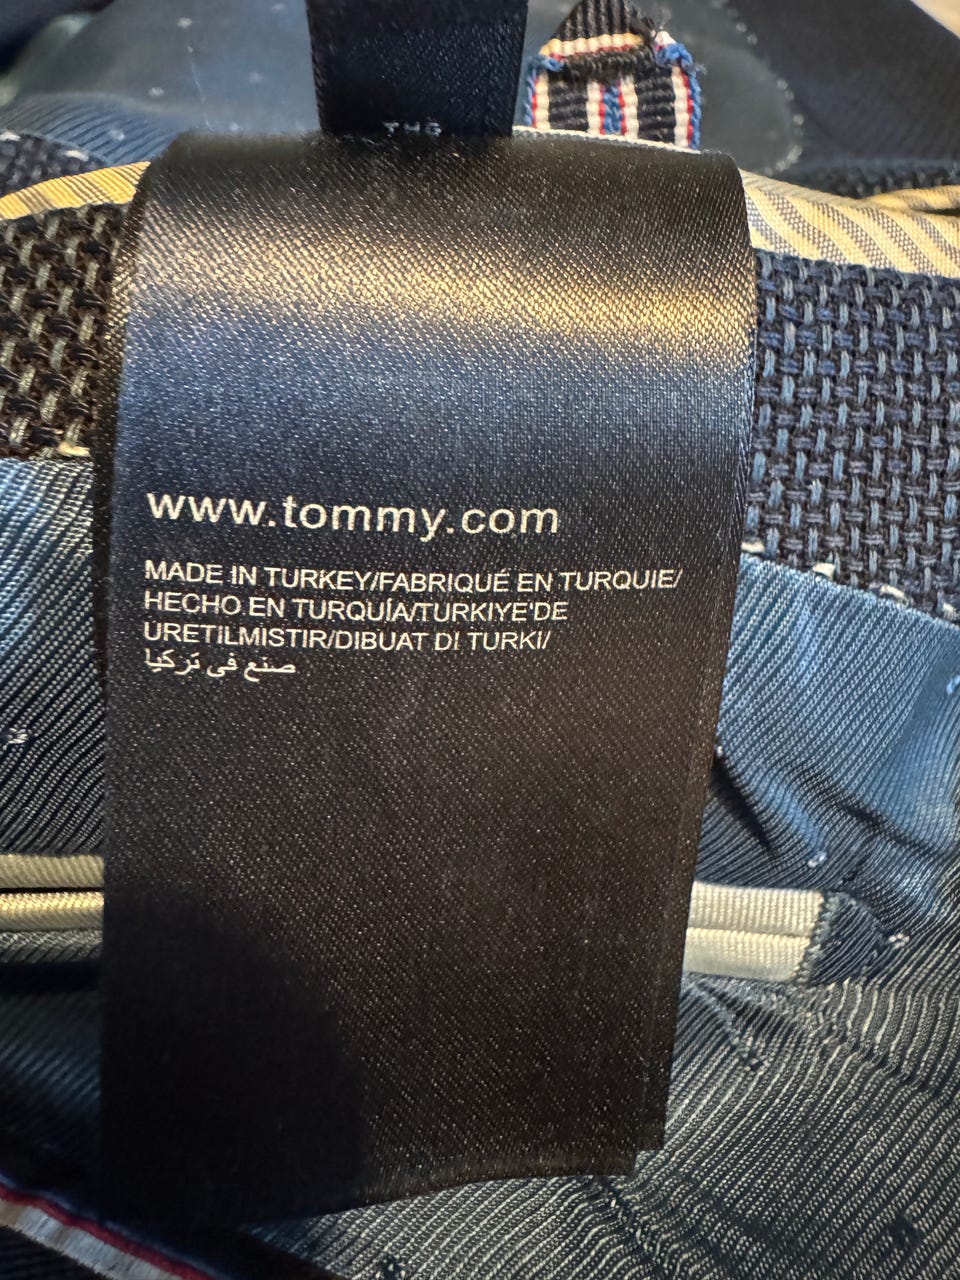 THG
www.tommy.com
MADE IN TURKEY/FABRIQUÉ EN TURQUIE/
HECHO EN TURQUÍA/TURKIYE'DE
URETILMISTIR/DIBUAT DI TURKI/
صنع في تركيا